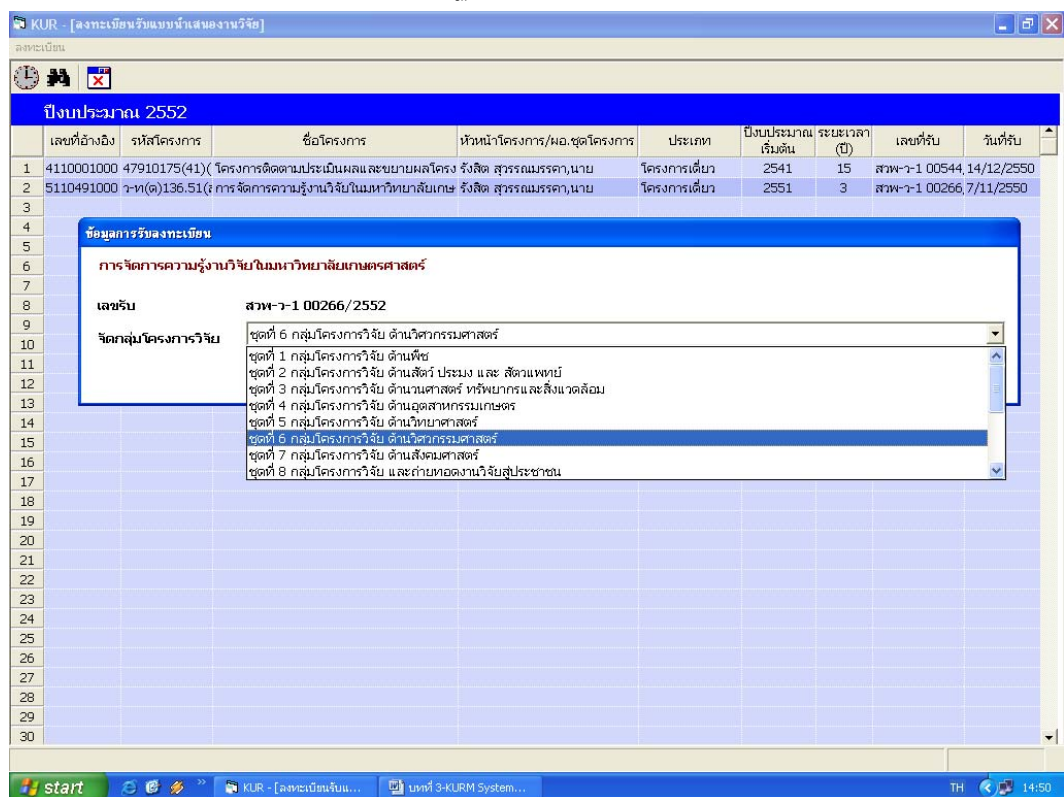 KUR - [ลงทะเบียนรับแบบนำเสนองานวิจัย]
ลงทะเบียน
ปีงบประมาณ 2552
เลขที่อ้างอิง รหัสโครงการ ชื่อโครงการ หัวหน้าโครงการ/ผอ.ชุดโครงการ ประเภท ปีงบประมาณเริ่มต้น ระยะเวลา (ปี) เลขที่รับ วันที่รับ
1 4110001000 47910175(41)( โครงการติดตามประเมินผลและขยายผลโครง รังสิต สุวรรณมรรคา,นาย โครงการเดี่ยว 2541 15 สวพ-ว-1 00544, 14/12/2550
2 5110491000 ว-ท(ด)136.51( การจัดการความรู้งานวิจัยในมหาวิทยาลัยเกษ รังสิต สุวรรณมรรคา,นาย โครงการเดี่ยว 2551 3 สวพ-ว-1 00266, 7/11/2550
3
4
5
6
7
8
9
10
11
12
13
14
15
16
17
18
19
20
21
22
23
24
25
26
27
28
29
30
ข้อมูลการรับลงทะเบียน
การจัดการความรู้งานวิจัยในมหาวิทยาลัยเกษตรศาสตร์
เลขรับ สวพ-ว-1 00266/2552
จัดกลุ่มโครงการวิจัย ชุดที่ 6 กลุ่มโครงการวิจัย ด้านวิศวกรรมศาสตร์
ชุดที่ 1 กลุ่มโครงการวิจัย ด้านพืช
ชุดที่ 2 กลุ่มโครงการวิจัย ด้านสัตว์ ประมง และ สัตวแพทย์
ชุดที่ 3 กลุ่มโครงการวิจัย ด้านวนศาสตร์ ทรัพยากรและสิ่งแวดล้อม
ชุดที่ 4 กลุ่มโครงการวิจัย ด้านอุตสาหกรรมเกษตร
ชุดที่ 5 กลุ่มโครงการวิจัย ด้านวิทยาศาสตร์
ชุดที่ 6 กลุ่มโครงการวิจัย ด้านวิศวกรรมศาสตร์
ชุดที่ 7 กลุ่มโครงการวิจัย ด้านสังคมศาสตร์
ชุดที่ 8 กลุ่มโครงการวิจัย และถ่ายทอดงานวิจัยสู่ประชาชน
start KUR - [ลงทะเบียนรับแ... บทที่ 3-KURM System... TH 14:50